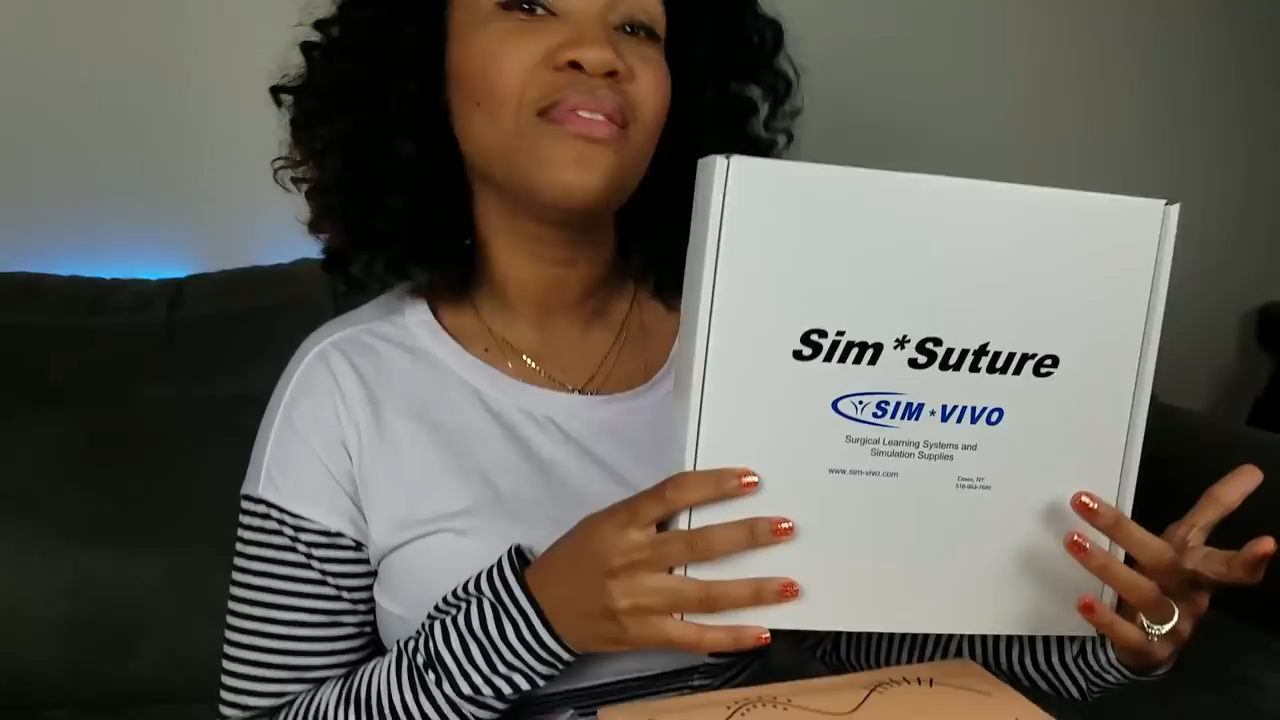 Sim*Suture
SIM*VIVO
Surgical Learning Systems and
Simulation Supplies
www.sim-vivo.com
Essex, NY